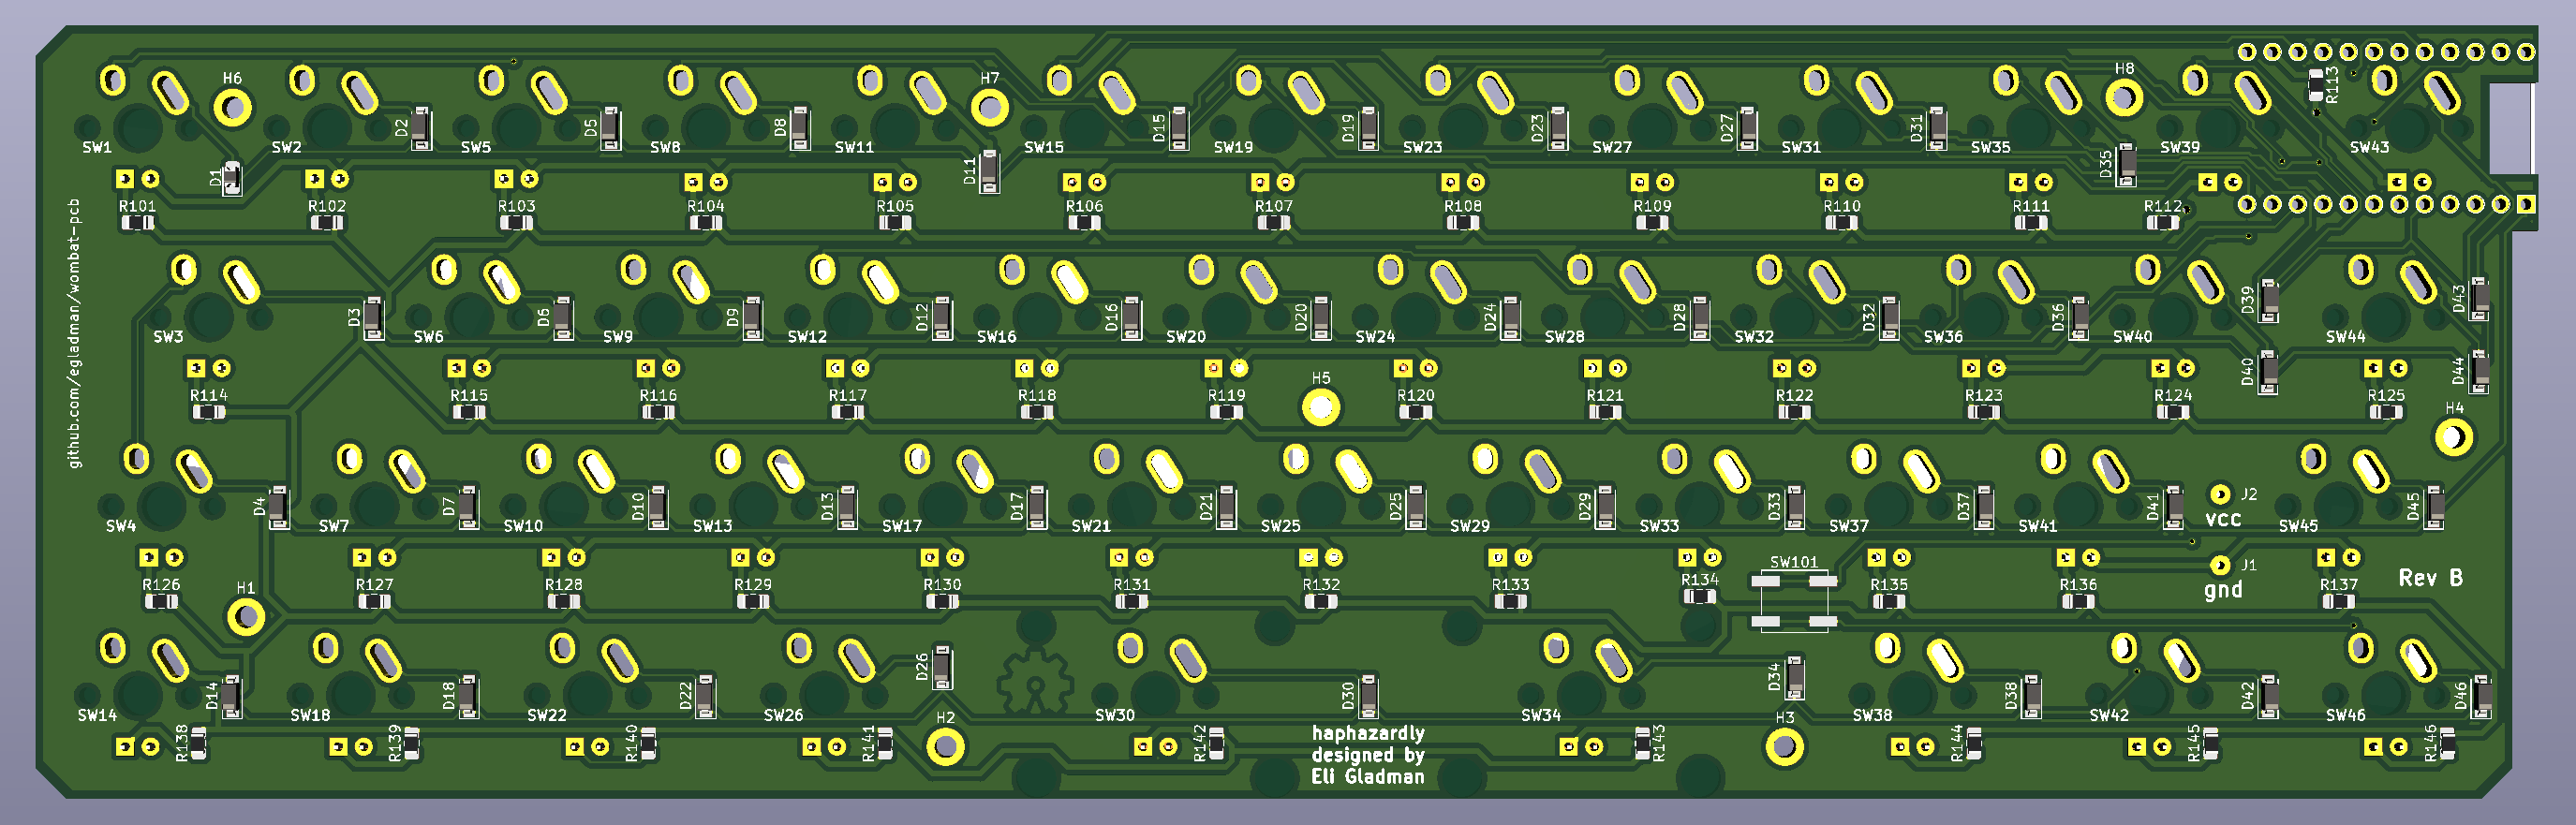 H6
H7
H8
R113
D2
D5
D8
D15
D19
D23
D27
D31
SW1
SW2
SW5
SW8
SW11
SW15
SW19
SW23
SW27
SW31
SW35
SW39
SW43
D1
D11
D35
R101
R102
R103
R104
R105
R106
R107
R108
R109
R110
R111
R112
github.com/egladman/wombat-pcb
D3
D6
D9
D12
D16
D20
D24
D28
D32
D36
D39
D43
SW3
SW6
SW9
SW12
SW16
SW20
SW24
SW28
SW32
SW36
SW40
SW44
D40
D44
H5
R114
R115
R116
R117
R118
R119
R120
R121
R122
R123
R124
R125
H4
D4
D7
D10
D13
D17
D21
D25
D29
D33
D37
D41
J2
vcc
D45
SW4
SW7
SW10
SW13
SW17
SW21
SW25
SW29
SW33
SW37
SW41
SW45
SW101
J1
gnd
Rev B
H1
R126
R127
R128
R129
R130
R131
R132
R133
R134
R135
R136
R137
D14
D18
D22
D26
D30
D34
D38
D42
D46
SW14
SW18
SW22
SW26
SW30
SW34
SW38
SW42
SW46
H2
H3
R138
R139
R140
R141
R142
R143
R144
R145
R146
haphazardly
designed by
Eli Gladman